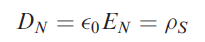 D_N = ϵ_0 E_N = ρ_S